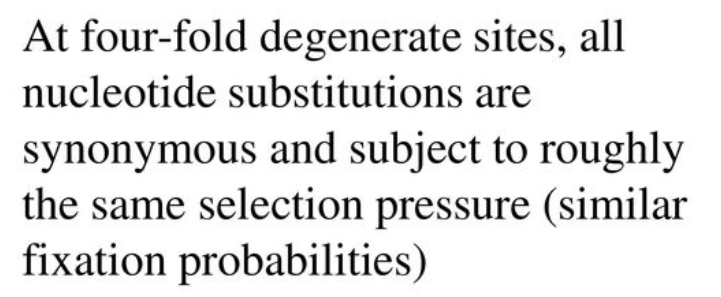 At four-fold degenerate sites, all
nucleotide substitutions are
synonymous and subject to roughly
the same selection pressure (similar
fixation probabilities)